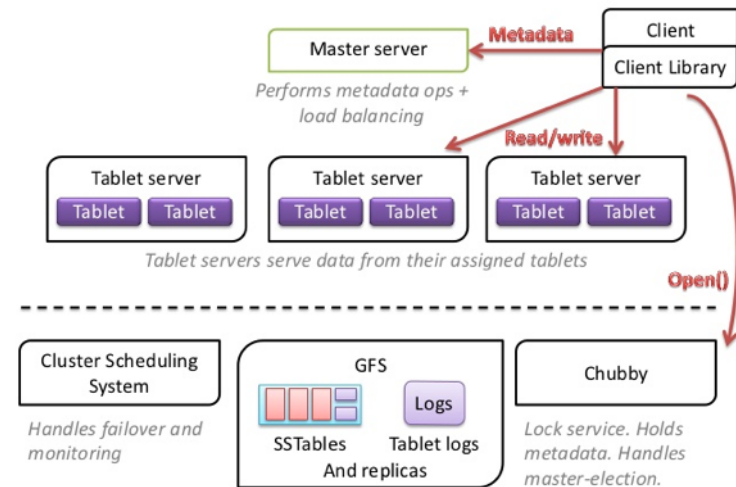 Metadata
Client
Client Library
Master server
Performs metadata ops +
load balancing
Read/write
Tablet server
Tablet Tablet
Tablet server
Tablet Tablet
Tablet server
Tablet Tablet
Tablet servers serve data from their assigned tablets
Open()
Cluster Scheduling
System
Handles failover and
monitoring
GFS
Logs
SSTables
Tablet logs
And replicas
Chubby
Lock service. Holds
metadata. Handles
master-election.